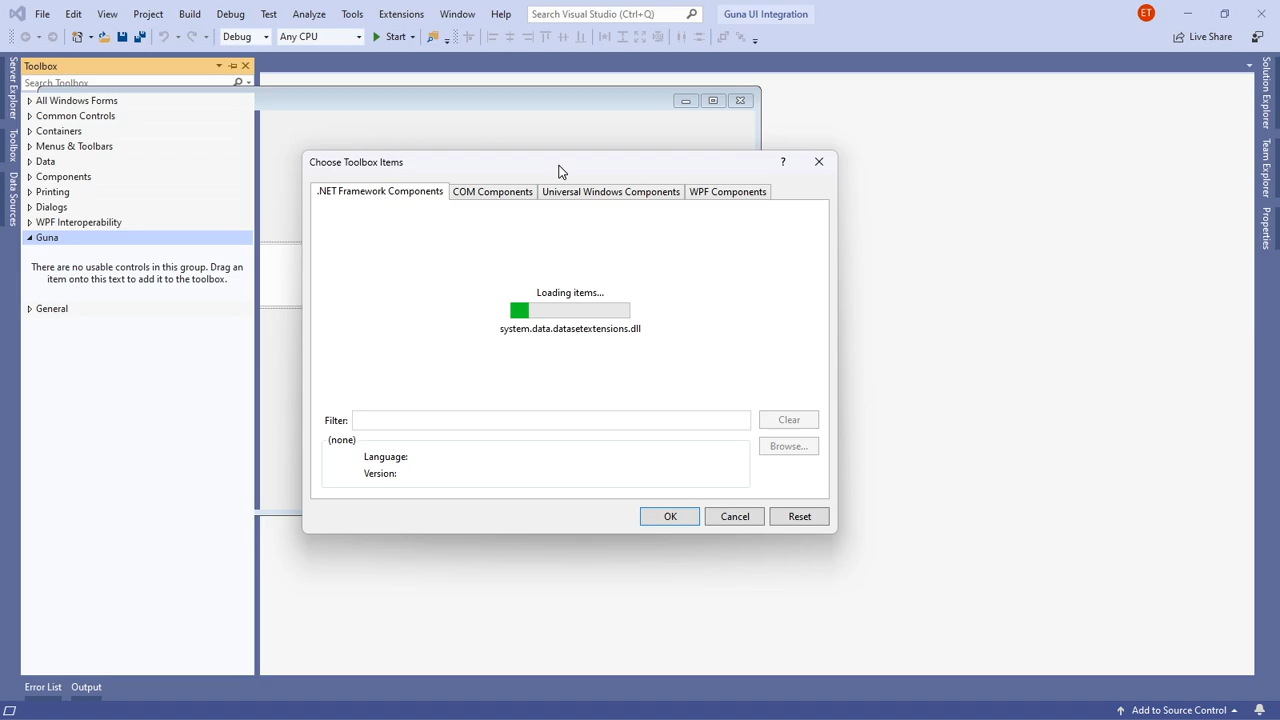 File Edit View Project Build Debug Test Analyze Tools Extensions Window Help Search Visual Studio (Ctrl+Q) Guna UI Integration ET
Debug Any CPU Start Live Share
Server Explorer
Toolbox
Data Sources
Toolbox
Search Toolbox
All Windows Forms
Common Controls
Containers
Menus & Toolbars
Data
Components
Printing
Dialogs
WPF Interoperability
Guna
There are no usable controls in this group. Drag an
item onto this text to add it to the toolbox.
General
Choose Toolbox Items ?
.NET Framework Components COM Components Universal Windows Components WPF Components
Loading items...
system.data.datasetextensions.dll
Filter: Clear
(none) Browse...
Language:
Version:
OK Cancel Reset
Solution Explorer
Team Explorer
Properties
Error List Output
Add to Source Control